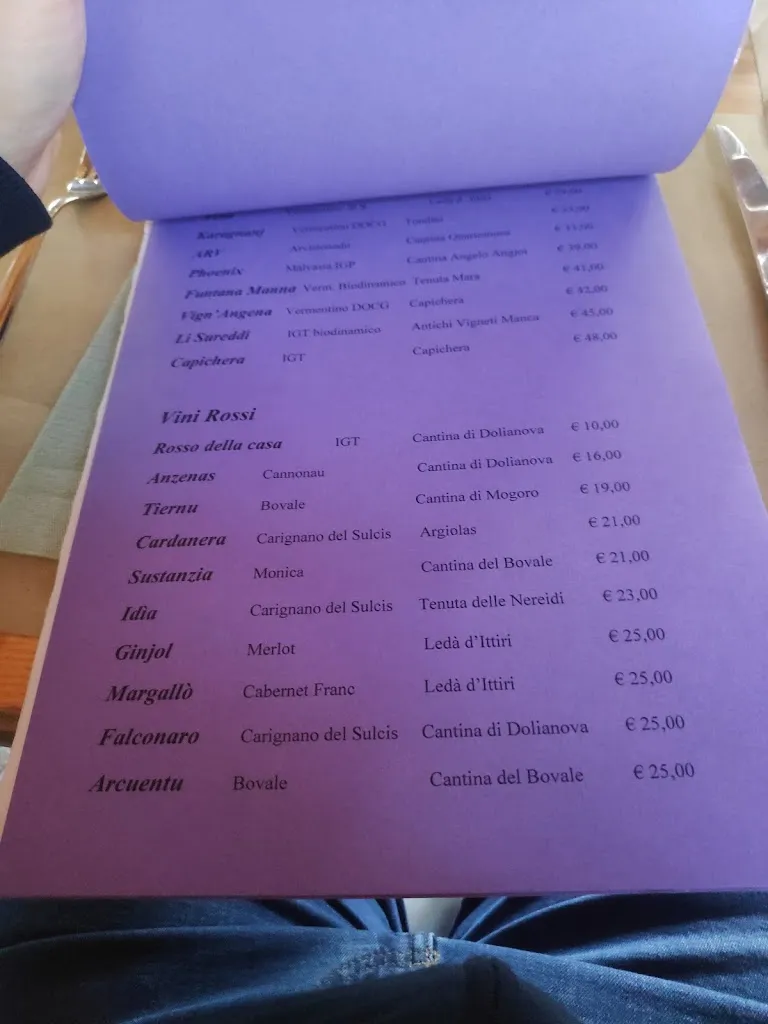 Karagnanj Vermentino DOCG Tondini
ARV Arcimondo Cantina Quartomoro
Phoenix Malvasia IGP Cantina Angelo Angioi € 39,00
Funtana Manna Verm. Biodinamico Tenuta Mara € 41,00
Vign'Angena Vermentino DOCG Capichera € 42,00
Li Sureddi IGT biodinamico Antichi Vigneti Manca € 45,00
Capichera IGT Capichera € 48,00
Vini Rossi
Rosso della casa IGT Cantina di Dolianova € 10,00
Anzenas Cannonau Cantina di Dolianova € 16,00
Tiernu Bovale Cantina di Mogoro € 19,00
Cardanera Carignano del Sulcis Argiolas € 21,00
Sustanzia Monica Cantina del Bovale € 21,00
Idìa Carignano del Sulcis Tenuta delle Nereidi € 23,00
Ginjol Merlot Ledà d'Ittiri € 25,00
Margallò Cabernet Franc Ledà d'Ittiri € 25,00
Falconaro Carignano del Sulcis Cantina di Dolianova € 25,00
Arcuentu Bovale Cantina del Bovale € 25,00